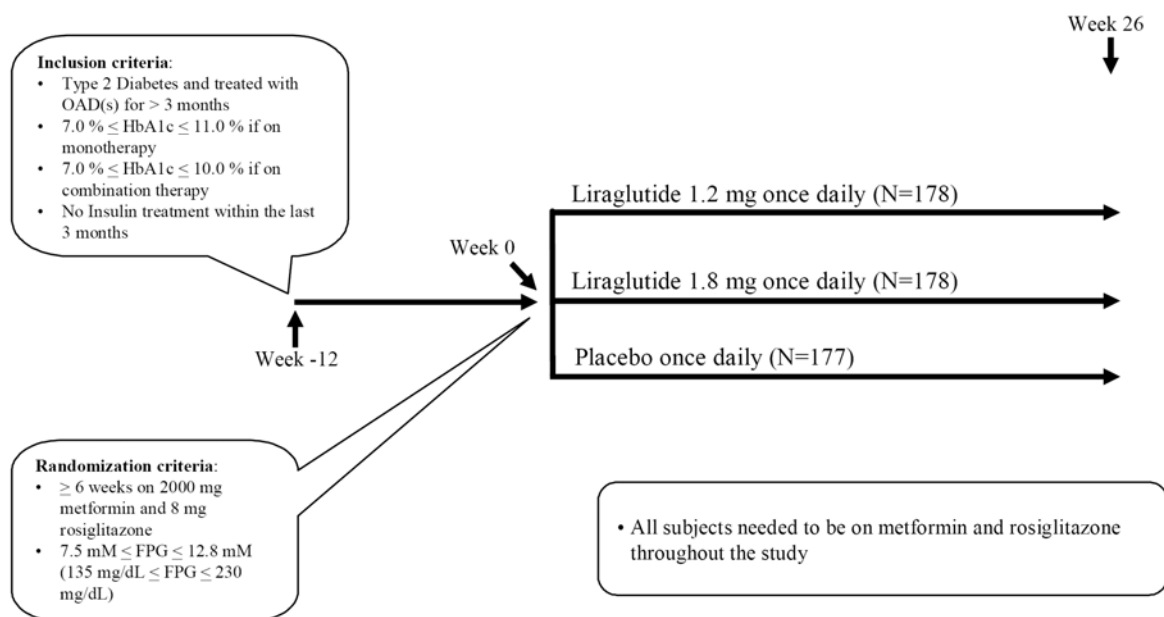 Week 26
Inclusion criteria:
• Type 2 Diabetes and treated with
OAD(s) for > 3 months
• 7.0 % ≤ HbA1c ≤ 11.0 % if on
monotherapy
• 7.0 % ≤ HbA1c ≤ 10.0 % if on
combination therapy
• No Insulin treatment within the last
3 months
Week -12
Week 0
Liraglutide 1.2 mg once daily (N=178)
Liraglutide 1.8 mg once daily (N=178)
Placebo once daily (N=177)
Randomization criteria:
• ≥ 6 weeks on 2000 mg
metformin and 8 mg
rosiglitazone
• 7.5 mM ≤ FPG ≤ 12.8 mM
(135 mg/dL ≤ FPG ≤ 230
mg/dL)
• All subjects needed to be on metformin and rosiglitazone
throughout the study